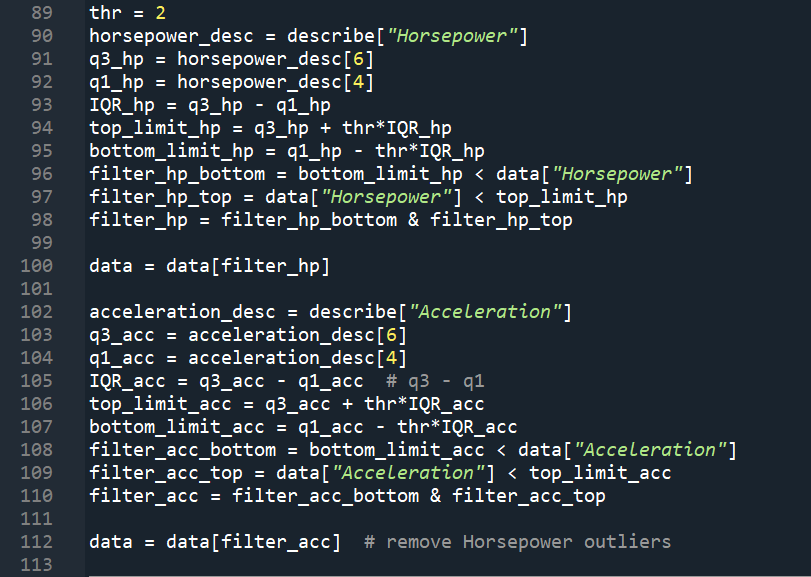 89 thr = 2
90 horsepower_desc = describe["Horsepower"]
91 q3_hp = horsepower_desc[6]
92 q1_hp = horsepower_desc[4]
93 IQR_hp = q3_hp - q1_hp
94 top_limit_hp = q3_hp + thr*IQR_hp
95 bottom_limit_hp = q1_hp - thr*IQR_hp
96 filter_hp_bottom = bottom_limit_hp < data["Horsepower"]
97 filter_hp_top = data["Horsepower"] < top_limit_hp
98 filter_hp = filter_hp_bottom & filter_hp_top
99
100 data = data[filter_hp]
101
102 acceleration_desc = describe["Acceleration"]
103 q3_acc = acceleration_desc[6]
104 q1_acc = acceleration_desc[4]
105 IQR_acc = q3_acc - q1_acc  # q3 - q1
106 top_limit_acc = q3_acc + thr*IQR_acc
107 bottom_limit_acc = q1_acc - thr*IQR_acc
108 filter_acc_bottom = bottom_limit_acc < data["Acceleration"]
109 filter_acc_top = data["Acceleration"] < top_limit_acc
110 filter_acc = filter_acc_bottom & filter_acc_top
111
112 data = data[filter_acc]  # remove Horsepower outliers
113